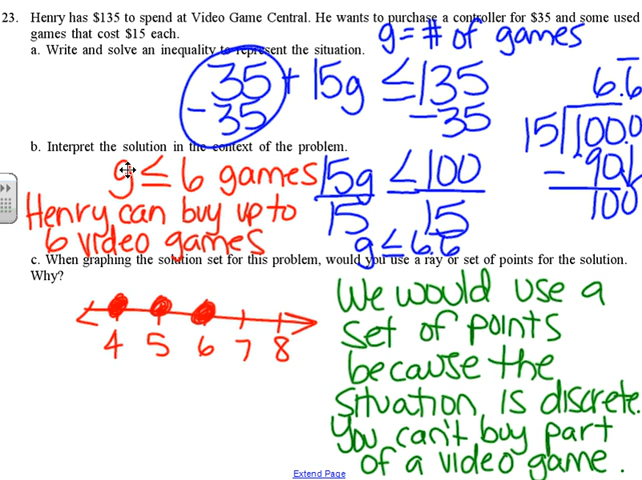 23. Henry has $135 to spend at Video Game Central. He wants to purchase a controller for $35 and some used
games that cost $15 each.
g = # of games
a. Write and solve an inequality to represent the situation.
35 + 15g ≤ 135
-35 -35
6.6
15 100.0
- 90
100
b. Interpret the solution in the context of the problem.
g ≤ 6 games
15g ≤ 100
15 15
g ≤ 6.6
Henry can buy up to
6 video games
c. When graphing the solution set for this problem, would you use a ray or set of points for the solution.
Why?
4 5 6 7 8
We would use a
set of points
because the
situation is discrete.
You can't buy part
of a video game.
Extend Page